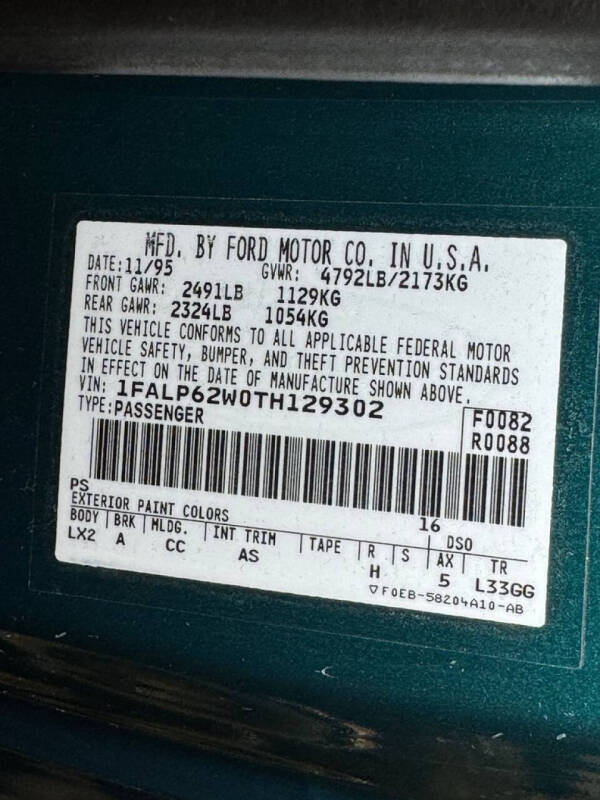 MFD. BY FORD MOTOR CO. IN U.S.A.
DATE:11/95 GVWR: 4792LB/2173KG
FRONT GAWR: 2491LB 1129KG
REAR GAWR: 2324LB 1054KG
THIS VEHICLE CONFORMS TO ALL APPLICABLE FEDERAL MOTOR
VEHICLE SAFETY, BUMPER, AND THEFT PREVENTION STANDARDS
IN EFFECT ON THE DATE OF MANUFACTURE SHOWN ABOVE.
VIN: 1FALP62W0TH129302
TYPE:PASSENGER
F0082
R0088
PS 16
EXTERIOR PAINT COLORS DSO
BODY BRK MLDG. INT TRIM TAPE R S AX TR
LX2 A CC AS H 5 L33GG
▽ F0EB-58204A10-AB